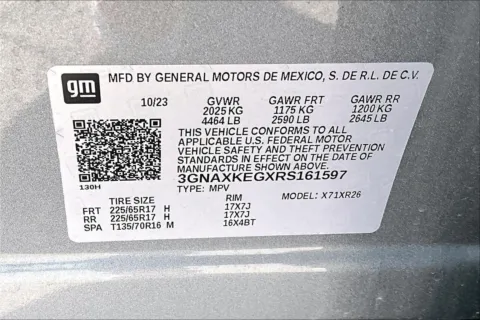 gm
MFD BY GENERAL MOTORS DE MEXICO, S. DE R.L. DE C.V.
10/23 GVWR GAWR FRT GAWR RR
2025 KG 1175 KG 1200 KG
4464 LB 2590 LB 2645 LB
THIS VEHICLE CONFORMS TO ALL
APPLICABLE U.S. FEDERAL MOTOR
VEHICLE SAFETY AND THEFT PREVENTION
STANDARDS IN EFFECT ON THE DATE OF
MANUFACTURE SHOWN ABOVE.
3GNAXKEGXRS161597
130H
TYPE: MPV MODEL: X71XR26
TIRE SIZE RIM
FRT 225/65R17 H 17X7J
RR 225/65R17 H 17X7J
SPA T135/70R16 M 16X4BT